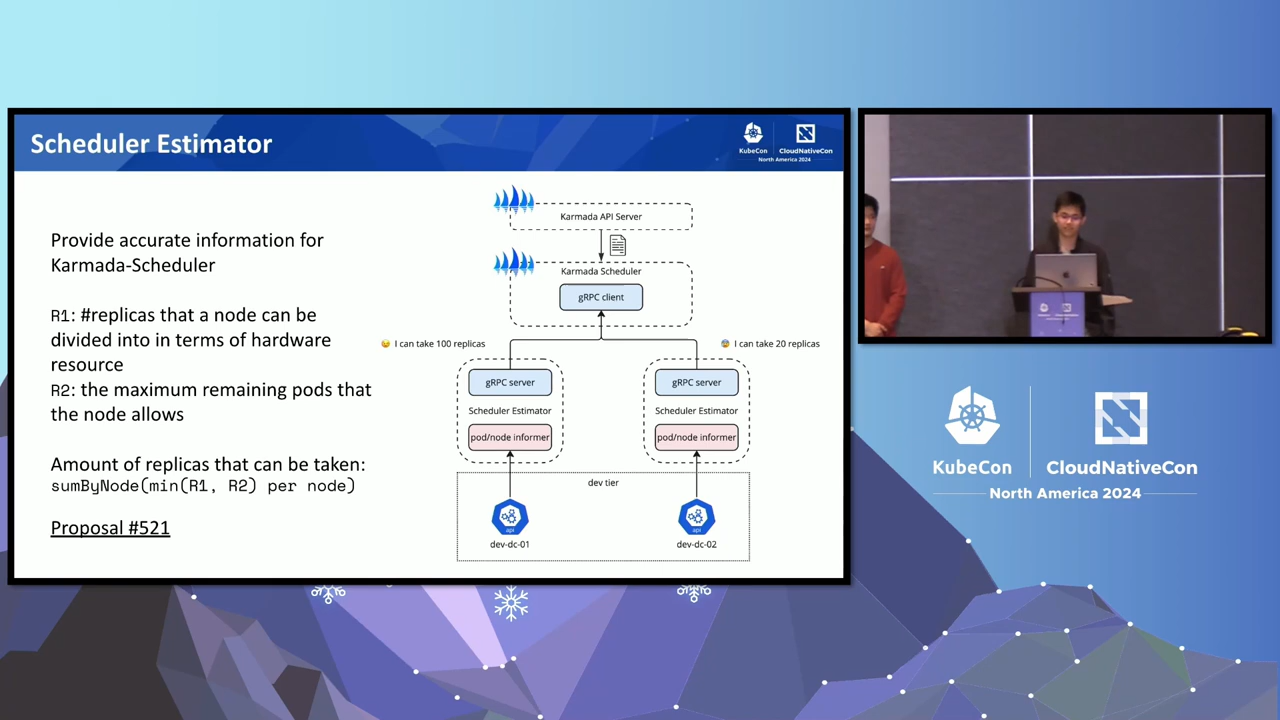 Scheduler Estimator
KubeCon
CloudNativeCon
North America 2024
Provide accurate information for
Karmada-Scheduler
R1: #replicas that a node can be
divided into in terms of hardware
resource
R2: the maximum remaining pods that
the node allows
Amount of replicas that can be taken:
sumByNode(min(R1, R2) per node)
Proposal #521
Karmada API Server
Karmada Scheduler
gRPC client
I can take 100 replicas
I can take 20 replicas
gRPC server
gRPC server
Scheduler Estimator
Scheduler Estimator
pod/node informer
pod/node informer
dev tier
api
api
dev-dc-01
dev-dc-02
KubeCon
CloudNativeCon
North America 2024